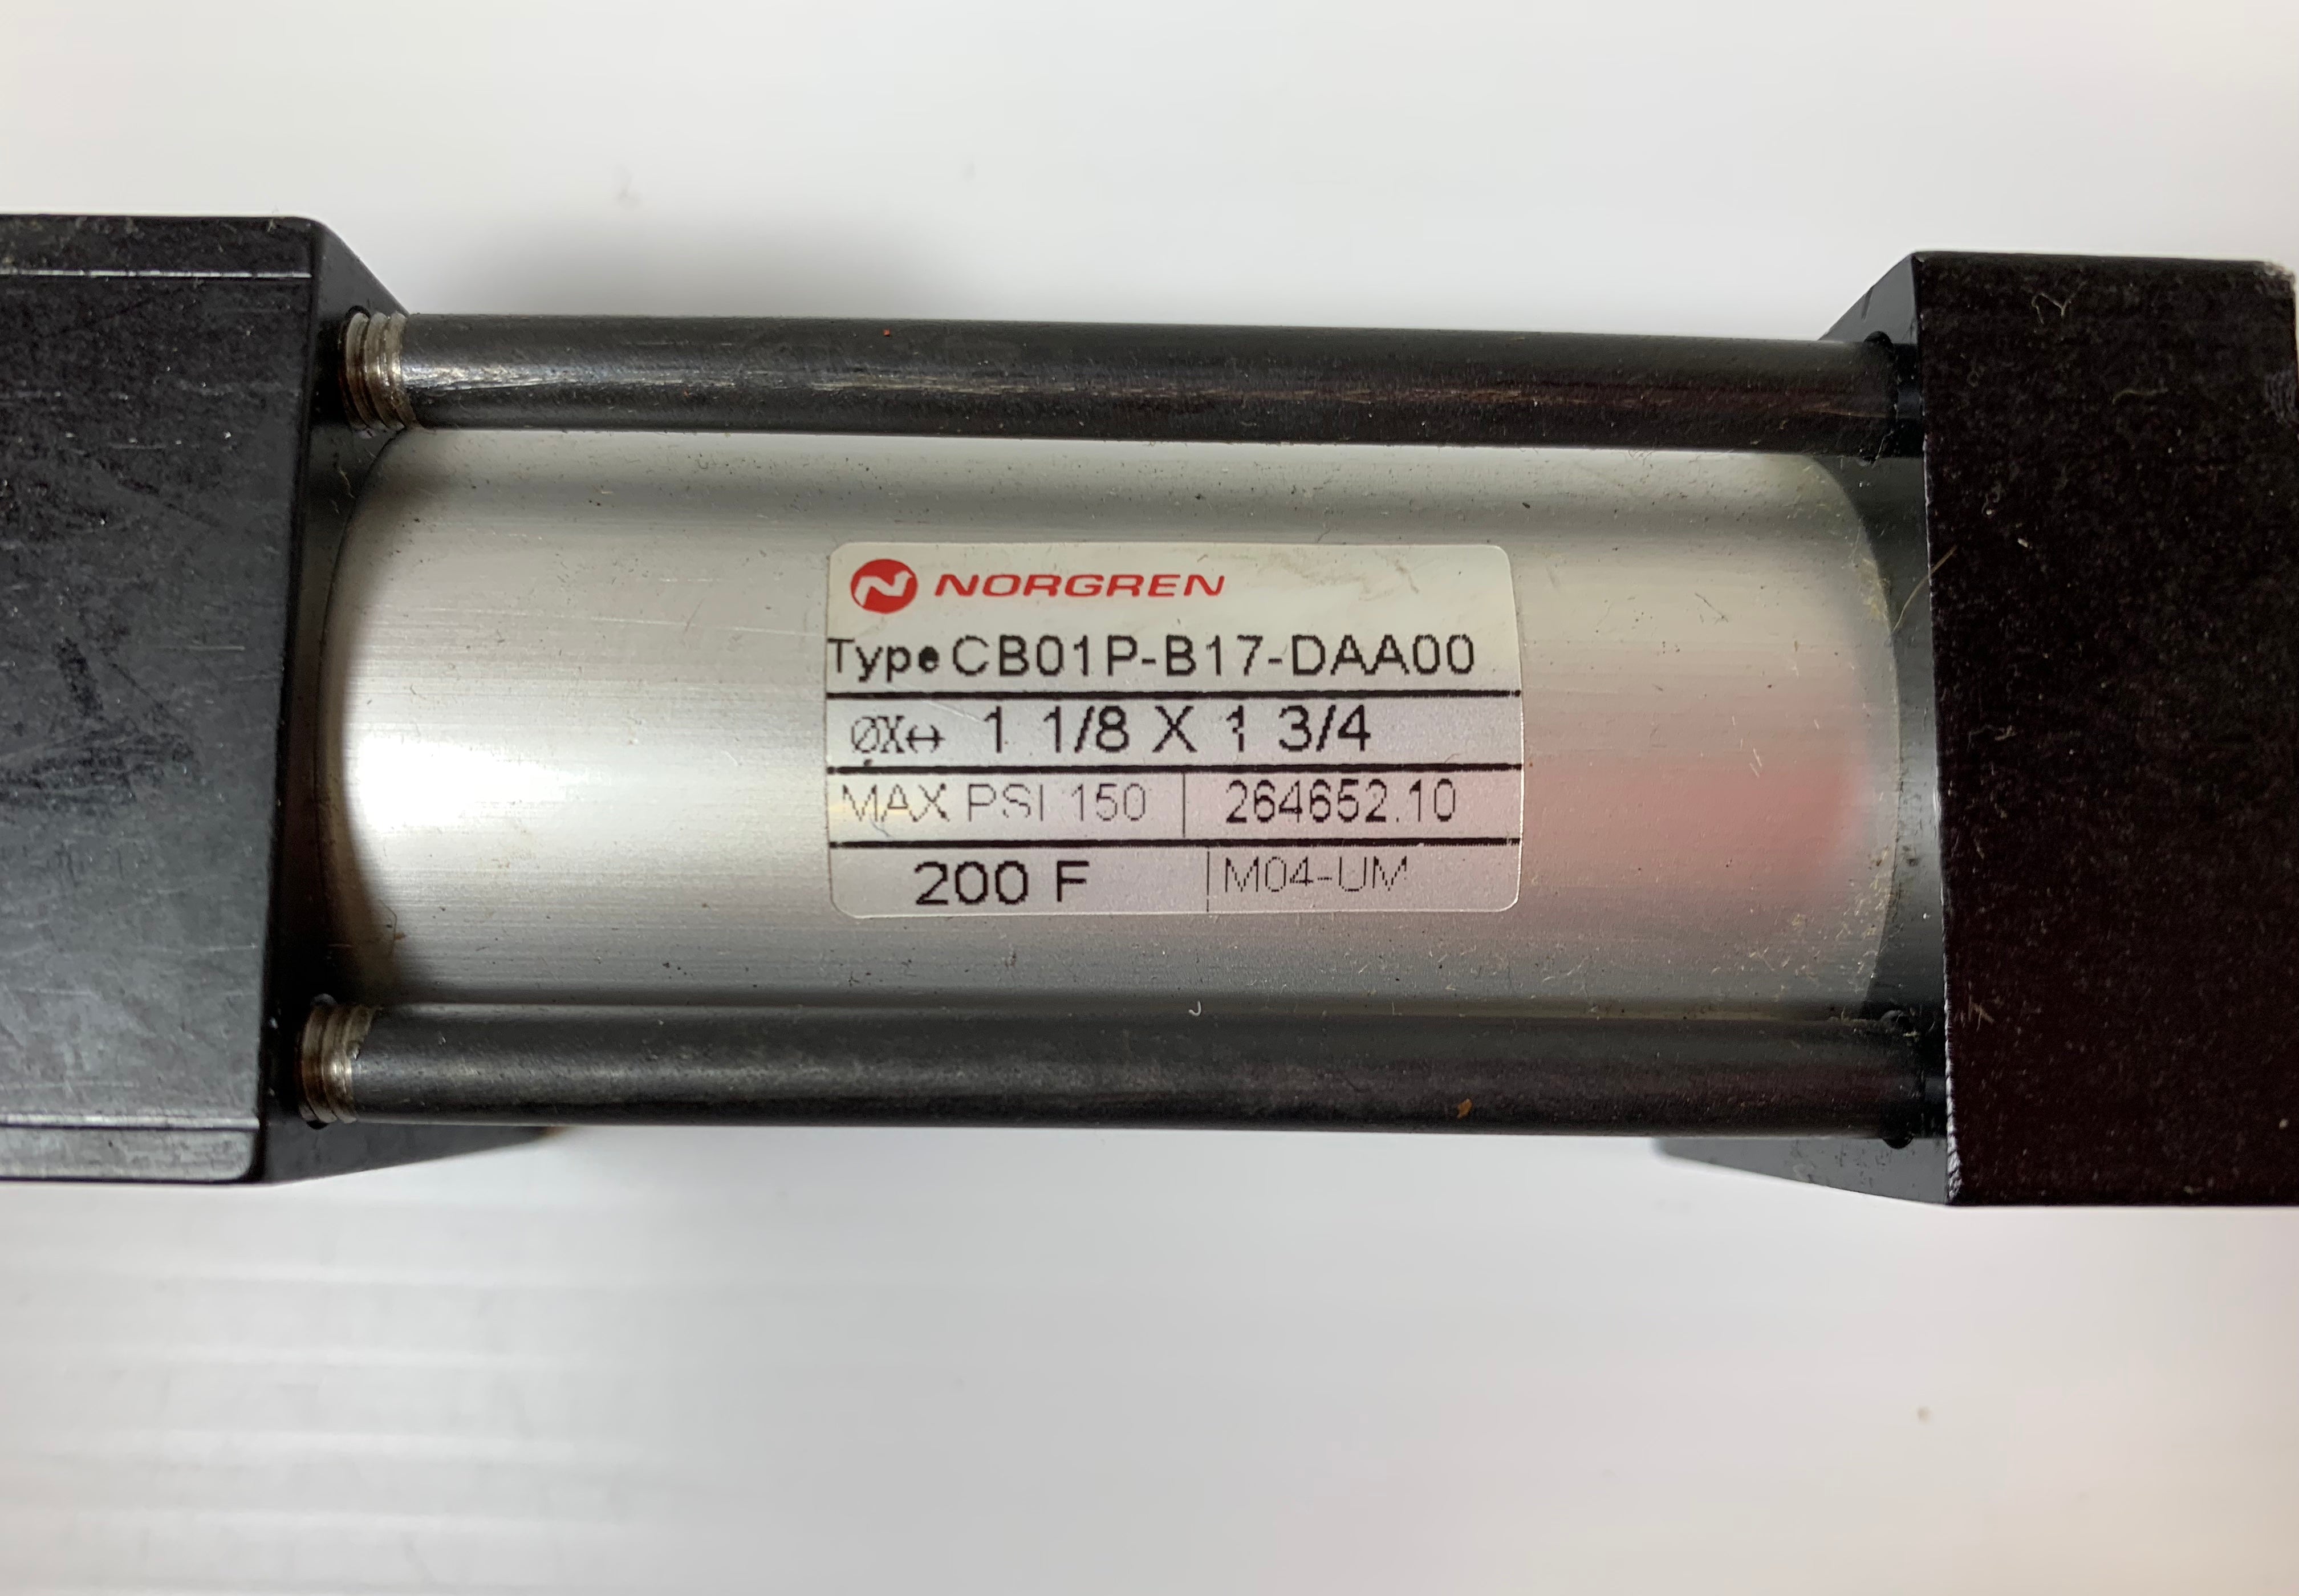 NORGREN
Type CB01P-B17-DAA00
ØX↔ 1 1/8 X 1 3/4
MAX PSI 150 264652.10
200 F M04-UM